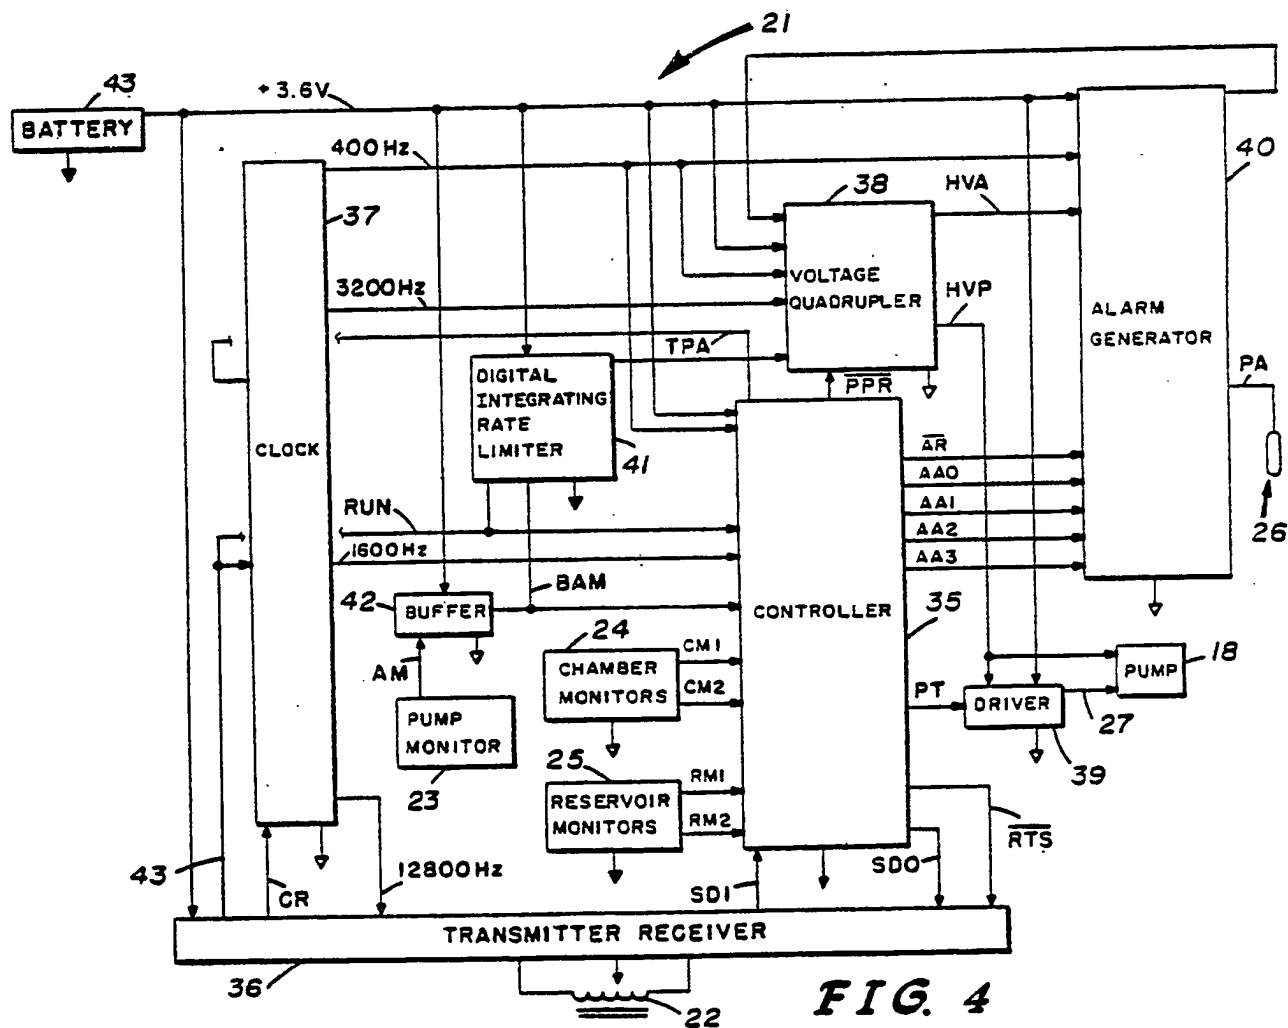 21
43
+3.6V
BATTERY
400Hz
40
37
38
HVA
3200Hz
VOLTAGE
QUADRUPLER
HVP
ALARM
GENERATOR
TPA
PPR
PA
DIGITAL
INTEGRATING
RATE
LIMITER
41
CLOCK
AR
AA0
AA1
AA2
AA3
26
RUN
1600Hz
BAM
42
BUFFER
CONTROLLER
35
AM
24
CHAMBER
MONITORS
CM1
CM2
PUMP
MONITOR
23
PT
DRIVER
PUMP
18
27
39
25
RESERVOIR
MONITORS
RM1
RM2
RTS
SDO
SDI
43
CR
12800Hz
TRANSMITTER RECEIVER
36
22
FIG. 4